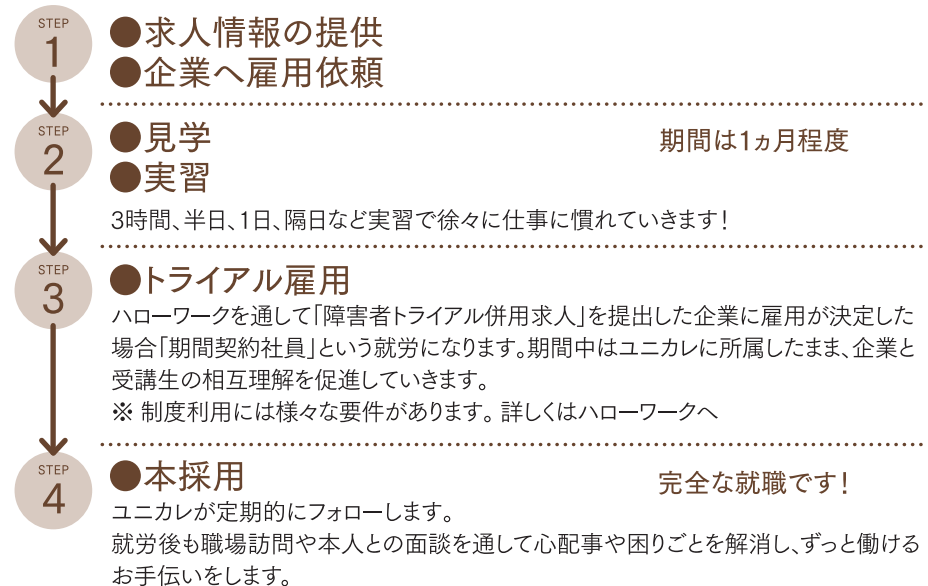 STEP
1
●求人情報の提供
●企業へ雇用依頼
STEP
2
●見学
期間は1ヵ月程度
●実習
3時間、半日、1日、隔日など実習で徐々に仕事に慣れていきます!
STEP
3
●トライアル雇用
ハローワークを通して「障害者トライアル併用求人」を提出した企業に雇用が決定した
場合「期間契約社員」という就労になります。期間中はユニカレに所属したまま、企業と
受講生の相互理解を促進していきます。
※ 制度利用には様々な要件があります。詳しくはハローワークへ
STEP
4
●本採用
完全な就職です!
ユニカレが定期的にフォローします。
就労後も職場訪問や本人との面談を通して心配事や困りごとを解消し、ずっと働ける
お手伝いをします。